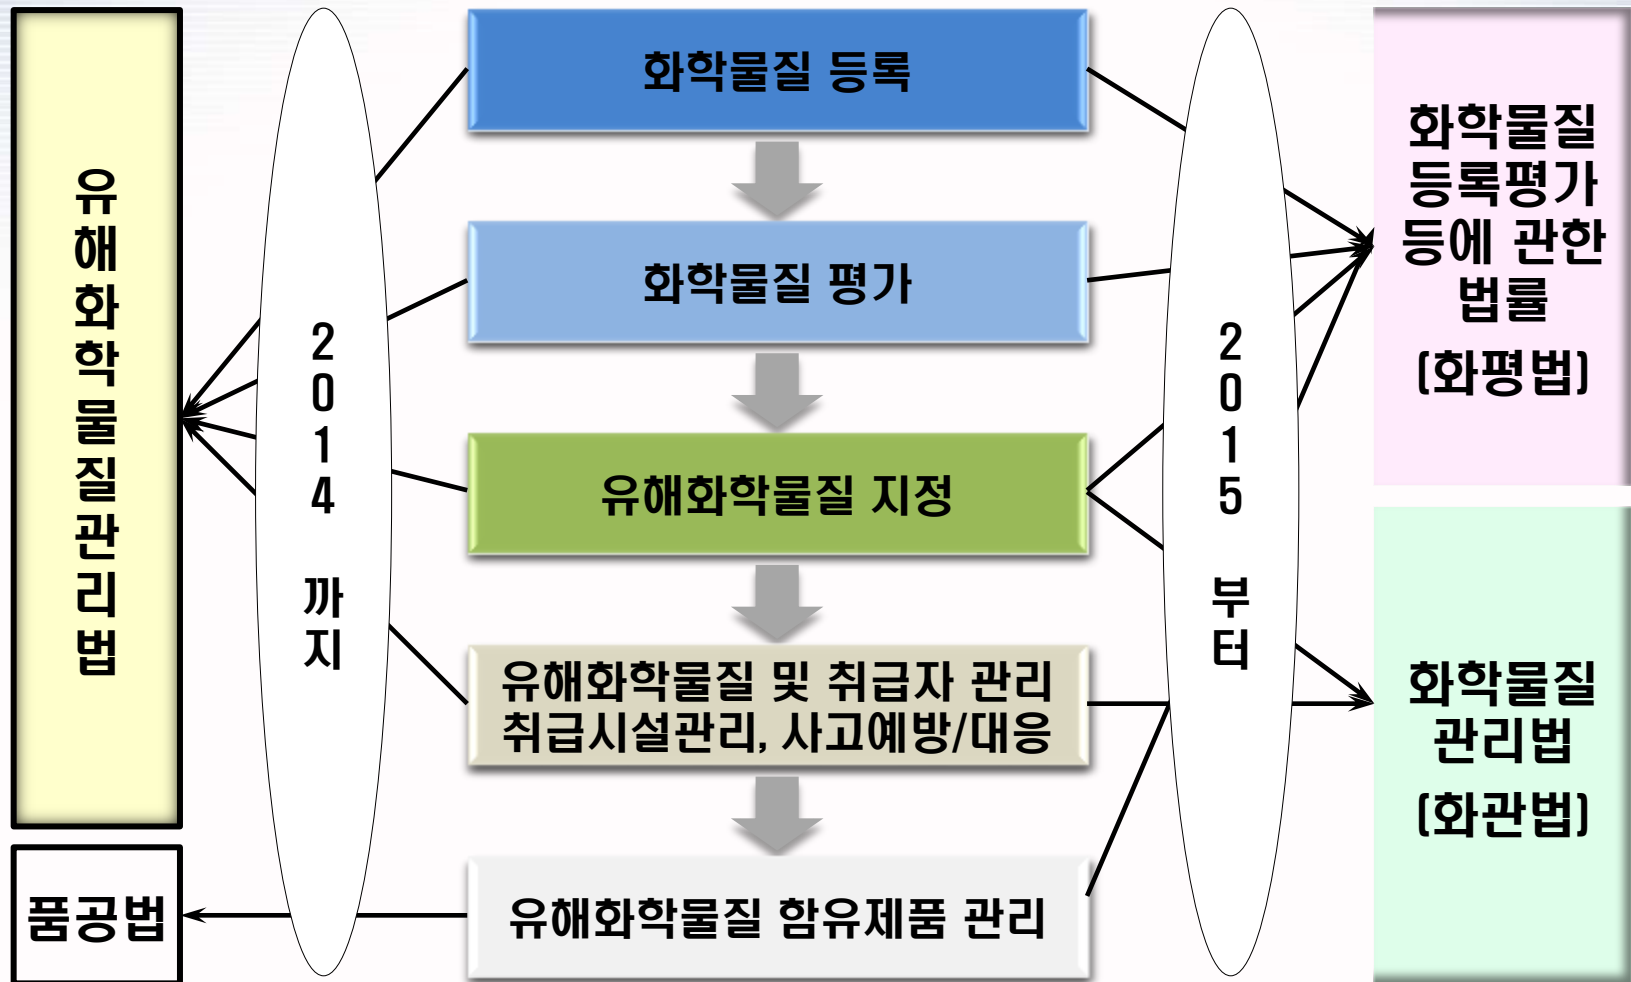 유해화학물질관리법
품공법
2014 까지
화학물질 등록
화학물질 평가
유해화학물질 지정
유해화학물질 및 취급자 관리
취급시설관리, 사고예방/대응
유해화학물질 함유제품 관리
2015 부터
화학물질
등록평가
등에 관한
법률
(화평법)
화학물질
관리법
(화관법)